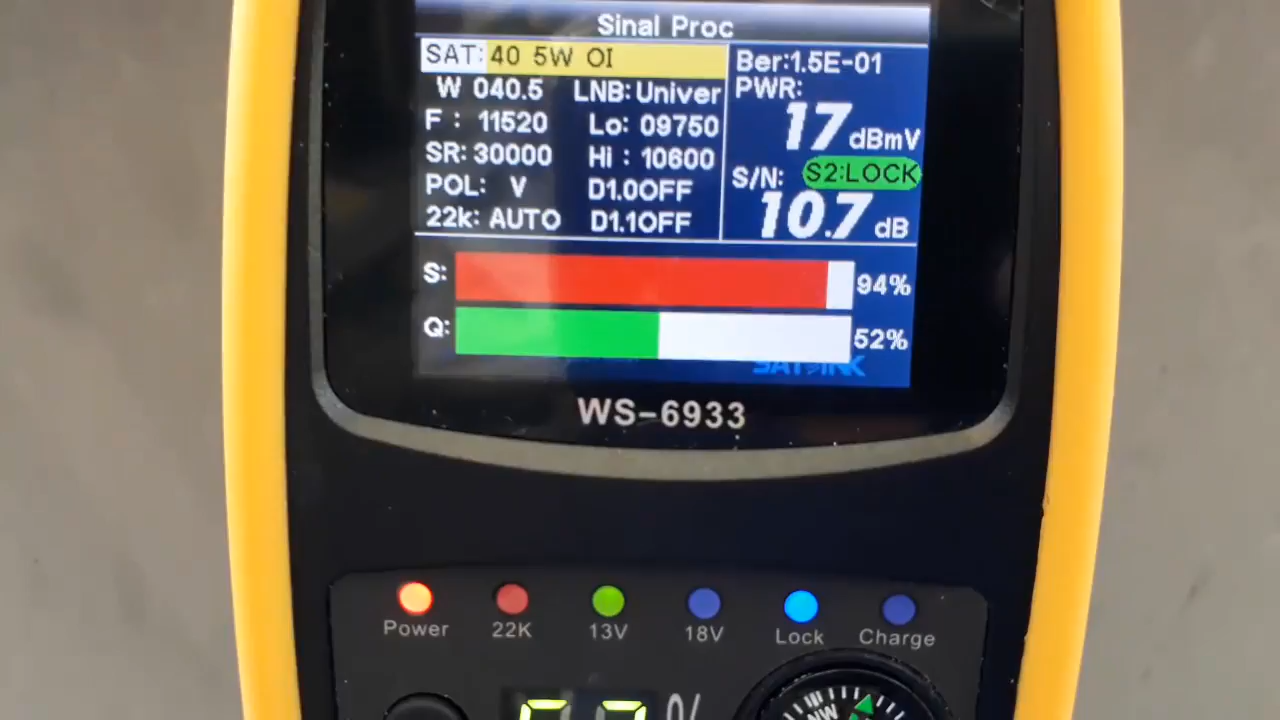 Sinal Proc
SAT: 40 5W OI
W 040.5 LNB: Univer
F : 11520 Lo: 09750
SR: 30000 Hi : 10600
POL: V D1.0OFF
22k: AUTO D1.1OFF
Ber:1.5E-01
PWR:
17 dBmV
S/N: S2:LOCK
10.7 dB
S: 94%
Q: 52%
SATLINK
WS-6933
Power 22K 13V 18V Lock Charge
%
NW